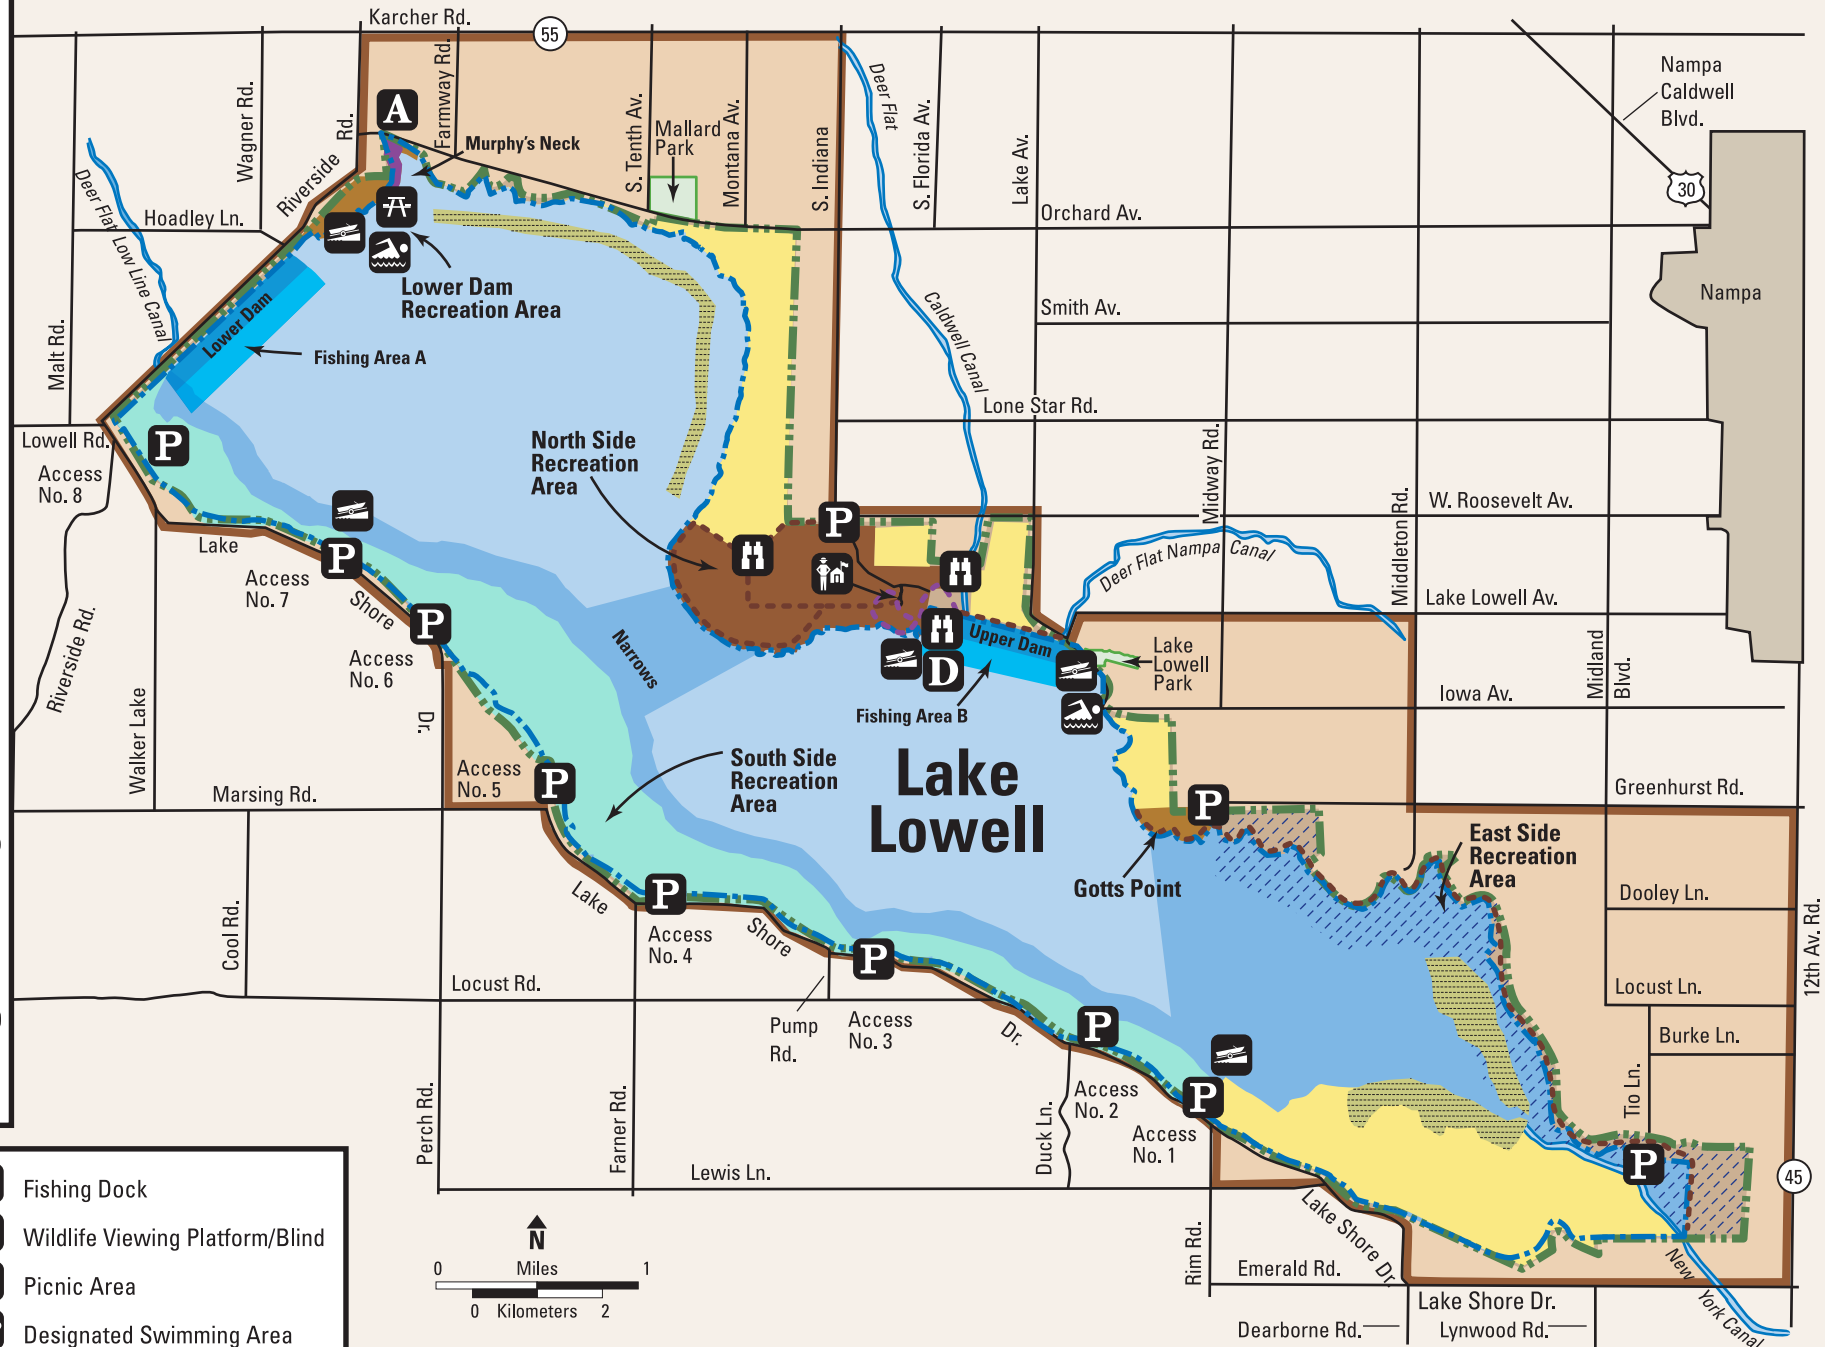 Karcher Rd.
55
Deer Flat
Nampa
Caldwell
Blvd.
30
Wagner Rd.
Rd.
Farmway Rd.
A
Murphy's Neck
S. Tenth Av.
Mallard
Park
Montana Av.
S. Indiana
S. Florida Av.
Lake Av.
Riverside
Hoadley Ln.
Deer Flat Low Line Canal
Orchard Av.
Lower Dam
Recreation Area
Lower Dam
Fishing Area A
Malt Rd.
Caldwell Canal
Smith Av.
Nampa
Lone Star Rd.
Lowell Rd.
P
Access
No. 8
North Side
Recreation
Area
Midway Rd.
Middleton Rd.
W. Roosevelt Av.
P
Lake
P
Access
No. 7
Shore
Deer Flat Nampa Canal
Lake Lowell Av.
Riverside Rd.
P
Narrows
Upper Dam
D
Lake
Lowell
Park
Midland
Blvd.
Access
No. 6
Iowa Av.
Walker Lake
Dr.
Fishing Area B
Access
No. 5
P
South Side
Recreation
Area
Lake
Lowell
Marsing Rd.
Greenhurst Rd.
P
East Side
Recreation
Area
Gotts Point
Dooley Ln.
Lake
P
Cool Rd.
Access
No. 4
Shore
P
12th Av. Rd.
Locust Rd.
Locust Ln.
Pump
Rd.
Access
No. 3
Dr.
P
Burke Ln.
Perch Rd.
Farner Rd.
Duck Ln.
Access
No. 2
P
Tio Ln.
Access
No. 1
P
45
Lewis Ln.
Fishing Dock
Wildlife Viewing Platform/Blind
Picnic Area
Designated Swimming Area
N
0 Miles 1
0 Kilometers 2
Rim Rd.
Lake Shore Dr.
Emerald Rd.
New York Canal
Lake Shore Dr.
Dearborne Rd.
Lynwood Rd.